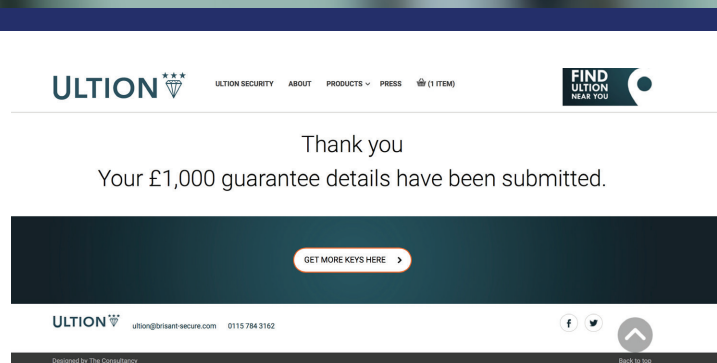 ULTION
ULTION SECURITY ABOUT PRODUCTS PRESS (1 ITEM)
FIND
ULTION
NEAR YOU
Thank you
Your £1,000 guarantee details have been submitted.
GET MORE KEYS HERE >
ULTION
ultion@brisant-secure.com 0115 784 3162
Designed by The Consultancy
Back to top